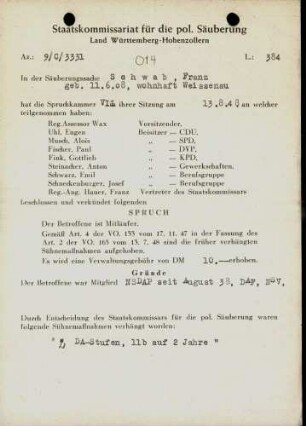 Staatskommissariat für die pol. Säuberung
Land Württemberg-Hohenzollern
Az.: 9/G/3331
014
L.: 384
In der Säuberungssache S c h w a b , Franz
geb. 11.6.08, wohnhaft Weissenau
hat die Spruchkammer VII in ihrer Sitzung am 13.8.48 an welcher
teilgenommen haben:
Reg.Assessor Wax Vorsitzender,
Uhl, Eugen Beisitzer — CDU,
Musch, Alois „ — SPD,
Fischer, Paul „ — DVP,
Fink, Gottlieb „ — KPD,
Steinacher, Anton „ — Gewerkschaften,
Schwarz, Emil „ — Berufsgruppe
Schneckenburger, Josef „ — Berufsgruppe
Reg.-Ang. Hauer, Franz Vertreter des Staatskommissars
beschlossen und verkündet folgenden
SPRUCH
Der Betroffene ist Mitläufer.
Gemäß Art. 4 der VO. 133 vom 17. 11. 47 in der Fassung des
Art. 2 der VO. 165 vom 13. 7. 48 sind die früher verhängten
Sühnemaßnahmen aufgehoben.
Es wird eine Verwaltungsgebühr von DM 10.—erhoben.
Gründe
Der Betroffene war Mitglied NSDAP seit August 38, DAF, NSV,
Durch Entscheidung des Staatskommissars für die pol. Säuberung waren
folgende Sühnemaßnahmen verhängt worden:
DA-Stufen, 11b auf 2 Jahre "